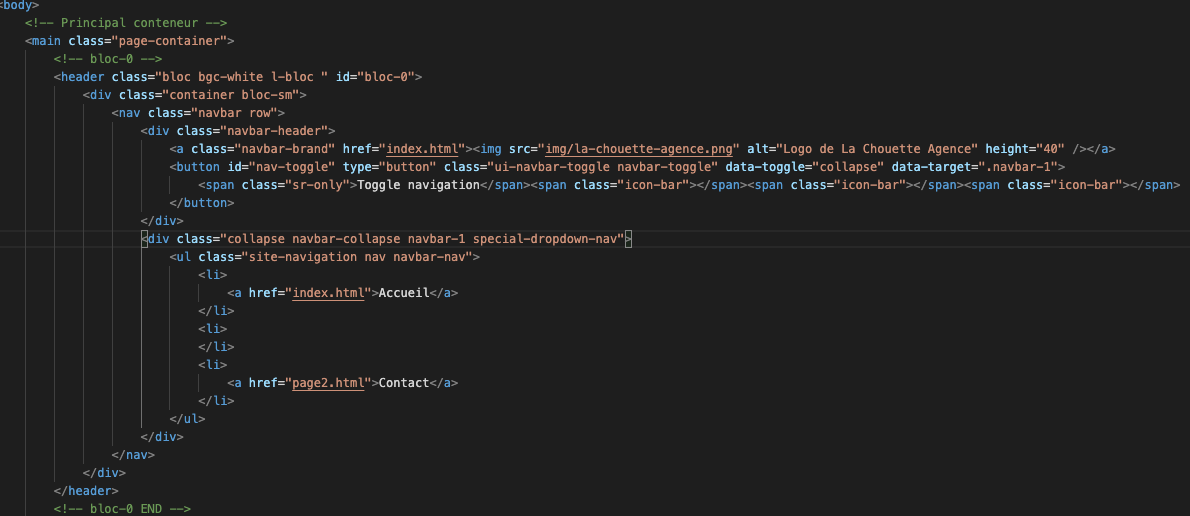 <body>
<!-- Principal conteneur -->
<main class="page-container">
<!-- bloc-0 -->
<header class="bloc bgc-white l-bloc " id="bloc-0">
<div class="container bloc-sm">
<nav class="navbar row">
<div class="navbar-header">
<a class="navbar-brand" href="index.html"><img src="img/la-chouette-agence.png" alt="Logo de La Chouette Agence" height="40" /></a>
<button id="nav-toggle" type="button" class="ui-navbar-toggle navbar-toggle" data-toggle="collapse" data-target=".navbar-1">
<span class="sr-only">Toggle navigation</span><span class="icon-bar"></span><span class="icon-bar"></span><span class="icon-bar"></span>
</button>
</div>
<div class="collapse navbar-collapse navbar-1 special-dropdown-nav">
<ul class="site-navigation nav navbar-nav">
<li>
<a href="index.html">Accueil</a>
</li>
<li>
</li>
<li>
<a href="page2.html">Contact</a>
</li>
</ul>
</div>
</nav>
</div>
</header>
<!-- bloc-0 END -->